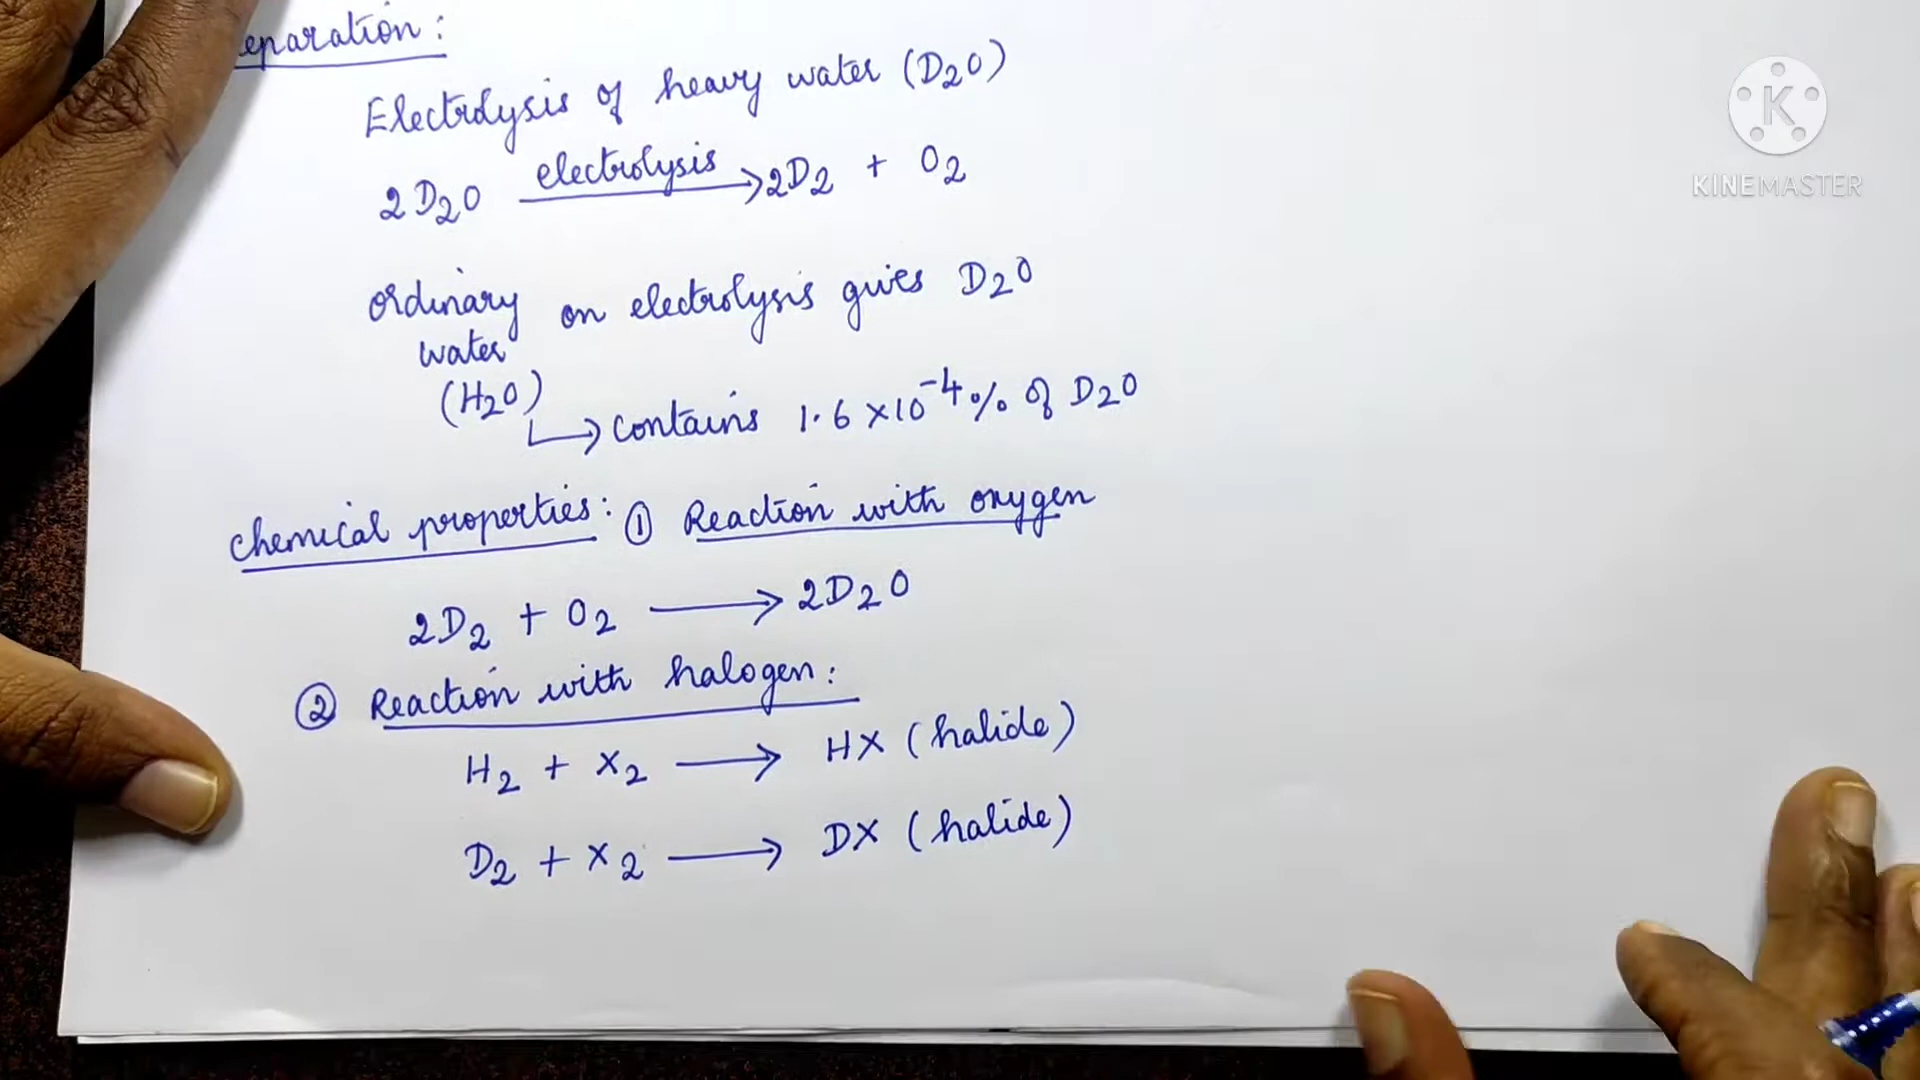 eparation:
Electrolysis of heavy water (D₂O)
2D₂O electrolysis → 2D₂ + O₂
ordinary on electrolysis gives D₂O
water
(H₂O)
↳ contains 1.6 × 10⁻⁴% of D₂O
chemical properties: ① Reaction with oxygen
2D₂ + O₂ → 2D₂O
② Reaction with halogen:
H₂ + X₂ → HX (halide)
D₂ + X₂ → DX (halide)
K
KINEMASTER